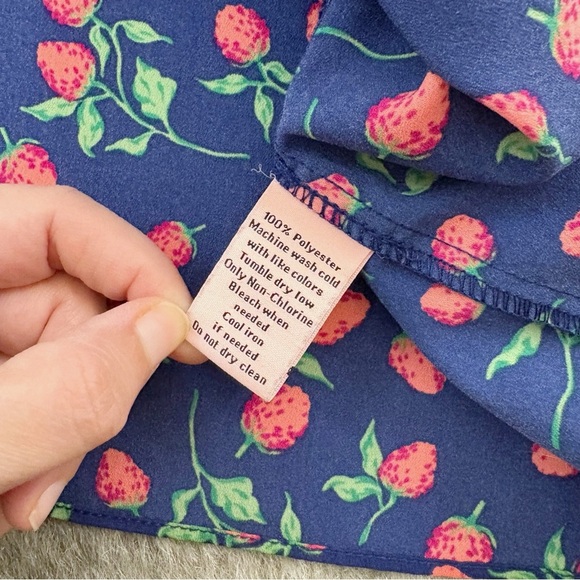 100% Polyester
Machine wash cold
with like colors
Tumble dry low
Only Non-Chlorine
Bleach when
needed
Cool iron
if needed
Do not dry clean